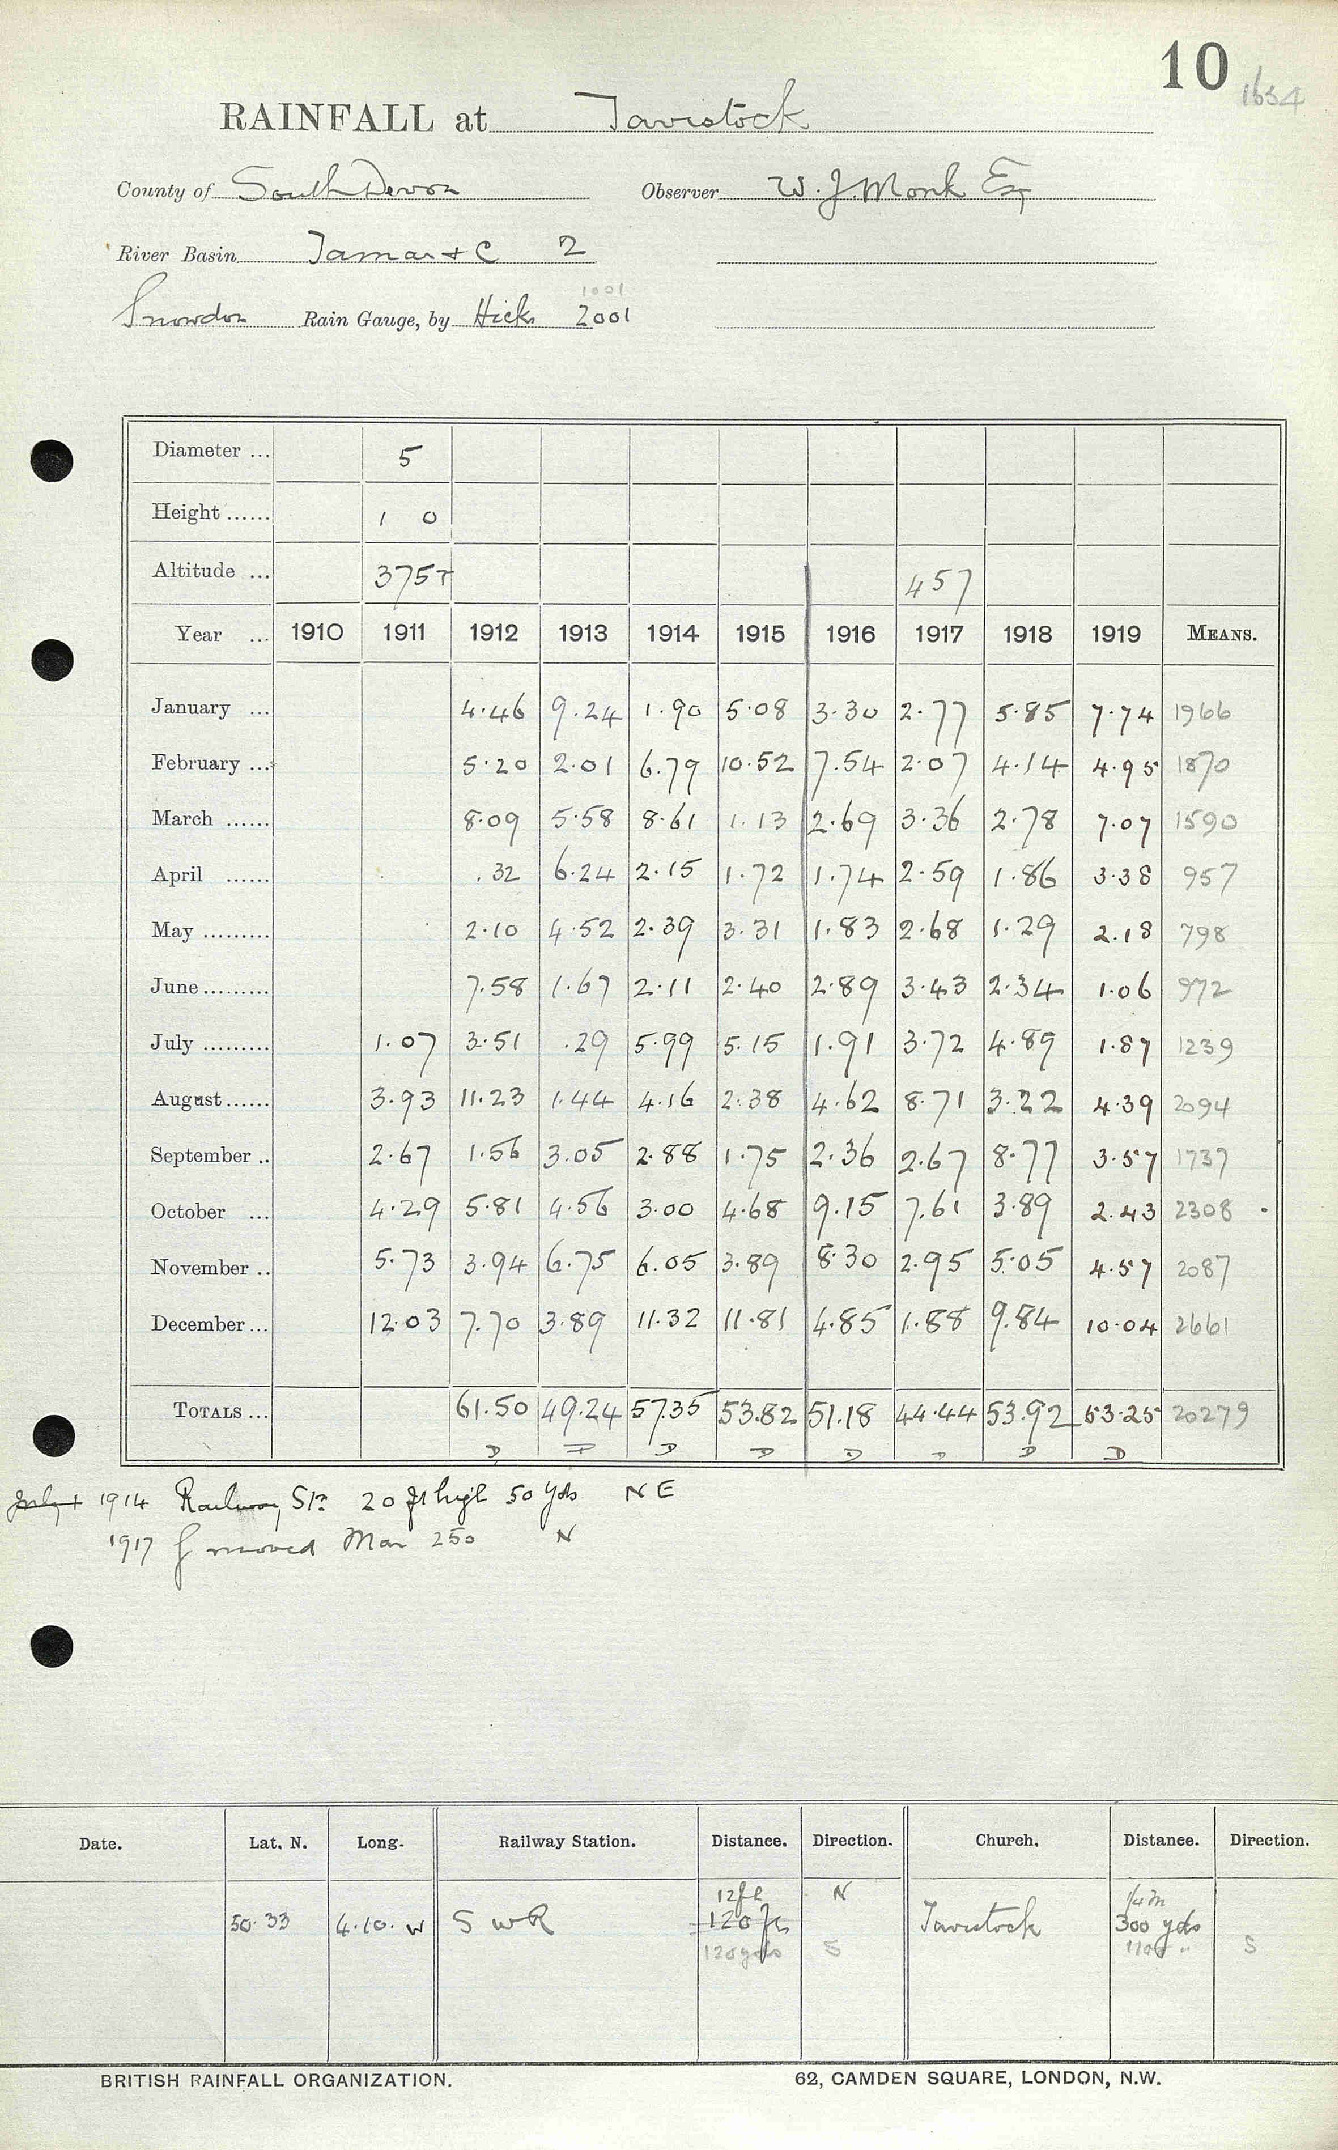 10
1654
RAINFALL at Tavistock
County of South Devon Observer W. J. Monk Esq
River Basin Tamar & C 2
1001
Snowdon Rain Gauge, by Hicks 2001
Diameter ... 5
Height ...... 1 0
Altitude ... 375+ 457
Year ... 1910 1911 1912 1913 1914 1915 1916 1917 1918 1919 MEANS.
January ... 4.46 9.24 1.90 5.08 3.30 2.77 5.85 7.74 1966
February ... 5.20 2.01 6.79 10.52 7.54 2.07 4.14 4.95 1870
March ...... 8.09 5.58 8.61 1.13 2.69 3.36 2.78 7.07 1590
April ...... .32 6.24 2.15 1.72 1.74 2.59 1.86 3.38 957
May ......... 2.10 4.52 2.39 3.31 1.83 2.68 1.29 2.18 798
June ......... 7.58 1.67 2.11 2.40 2.89 3.43 2.34 1.06 972
July ......... 1.07 3.51 .29 5.99 5.15 1.91 3.72 4.89 1.87 1239
August ...... 3.93 11.23 1.44 4.16 2.38 4.62 8.71 3.22 4.39 2094
September .. 2.67 1.56 3.05 2.88 1.75 2.36 2.67 8.77 3.57 1737
October ... 4.29 5.81 4.56 3.00 4.68 9.15 7.61 3.89 2.43 2308
November .. 5.73 3.94 6.75 6.05 3.89 8.30 2.95 5.05 4.57 2087
December ... 12.03 7.70 3.89 11.32 11.81 4.85 1.88 9.84 10.04 2661
TOTALS ... 61.50 49.24 57.35 53.82 51.18 44.44 53.92 53.25 20279
D D D D D D
1914 Railway Sta 20 ft high 50 yds NE
1917 G moved Mar 250 N
Date. Lat. N. Long. Railway Station. Distance. Direction. Church. Distance. Direction.
12 ft N 1/4 m
50.33 4.10. W S W R 120 ft Tavistock 300 yds
120 yds S 1100 " S
BRITISH RAINFALL ORGANIZATION. 62, CAMDEN SQUARE, LONDON, N.W.